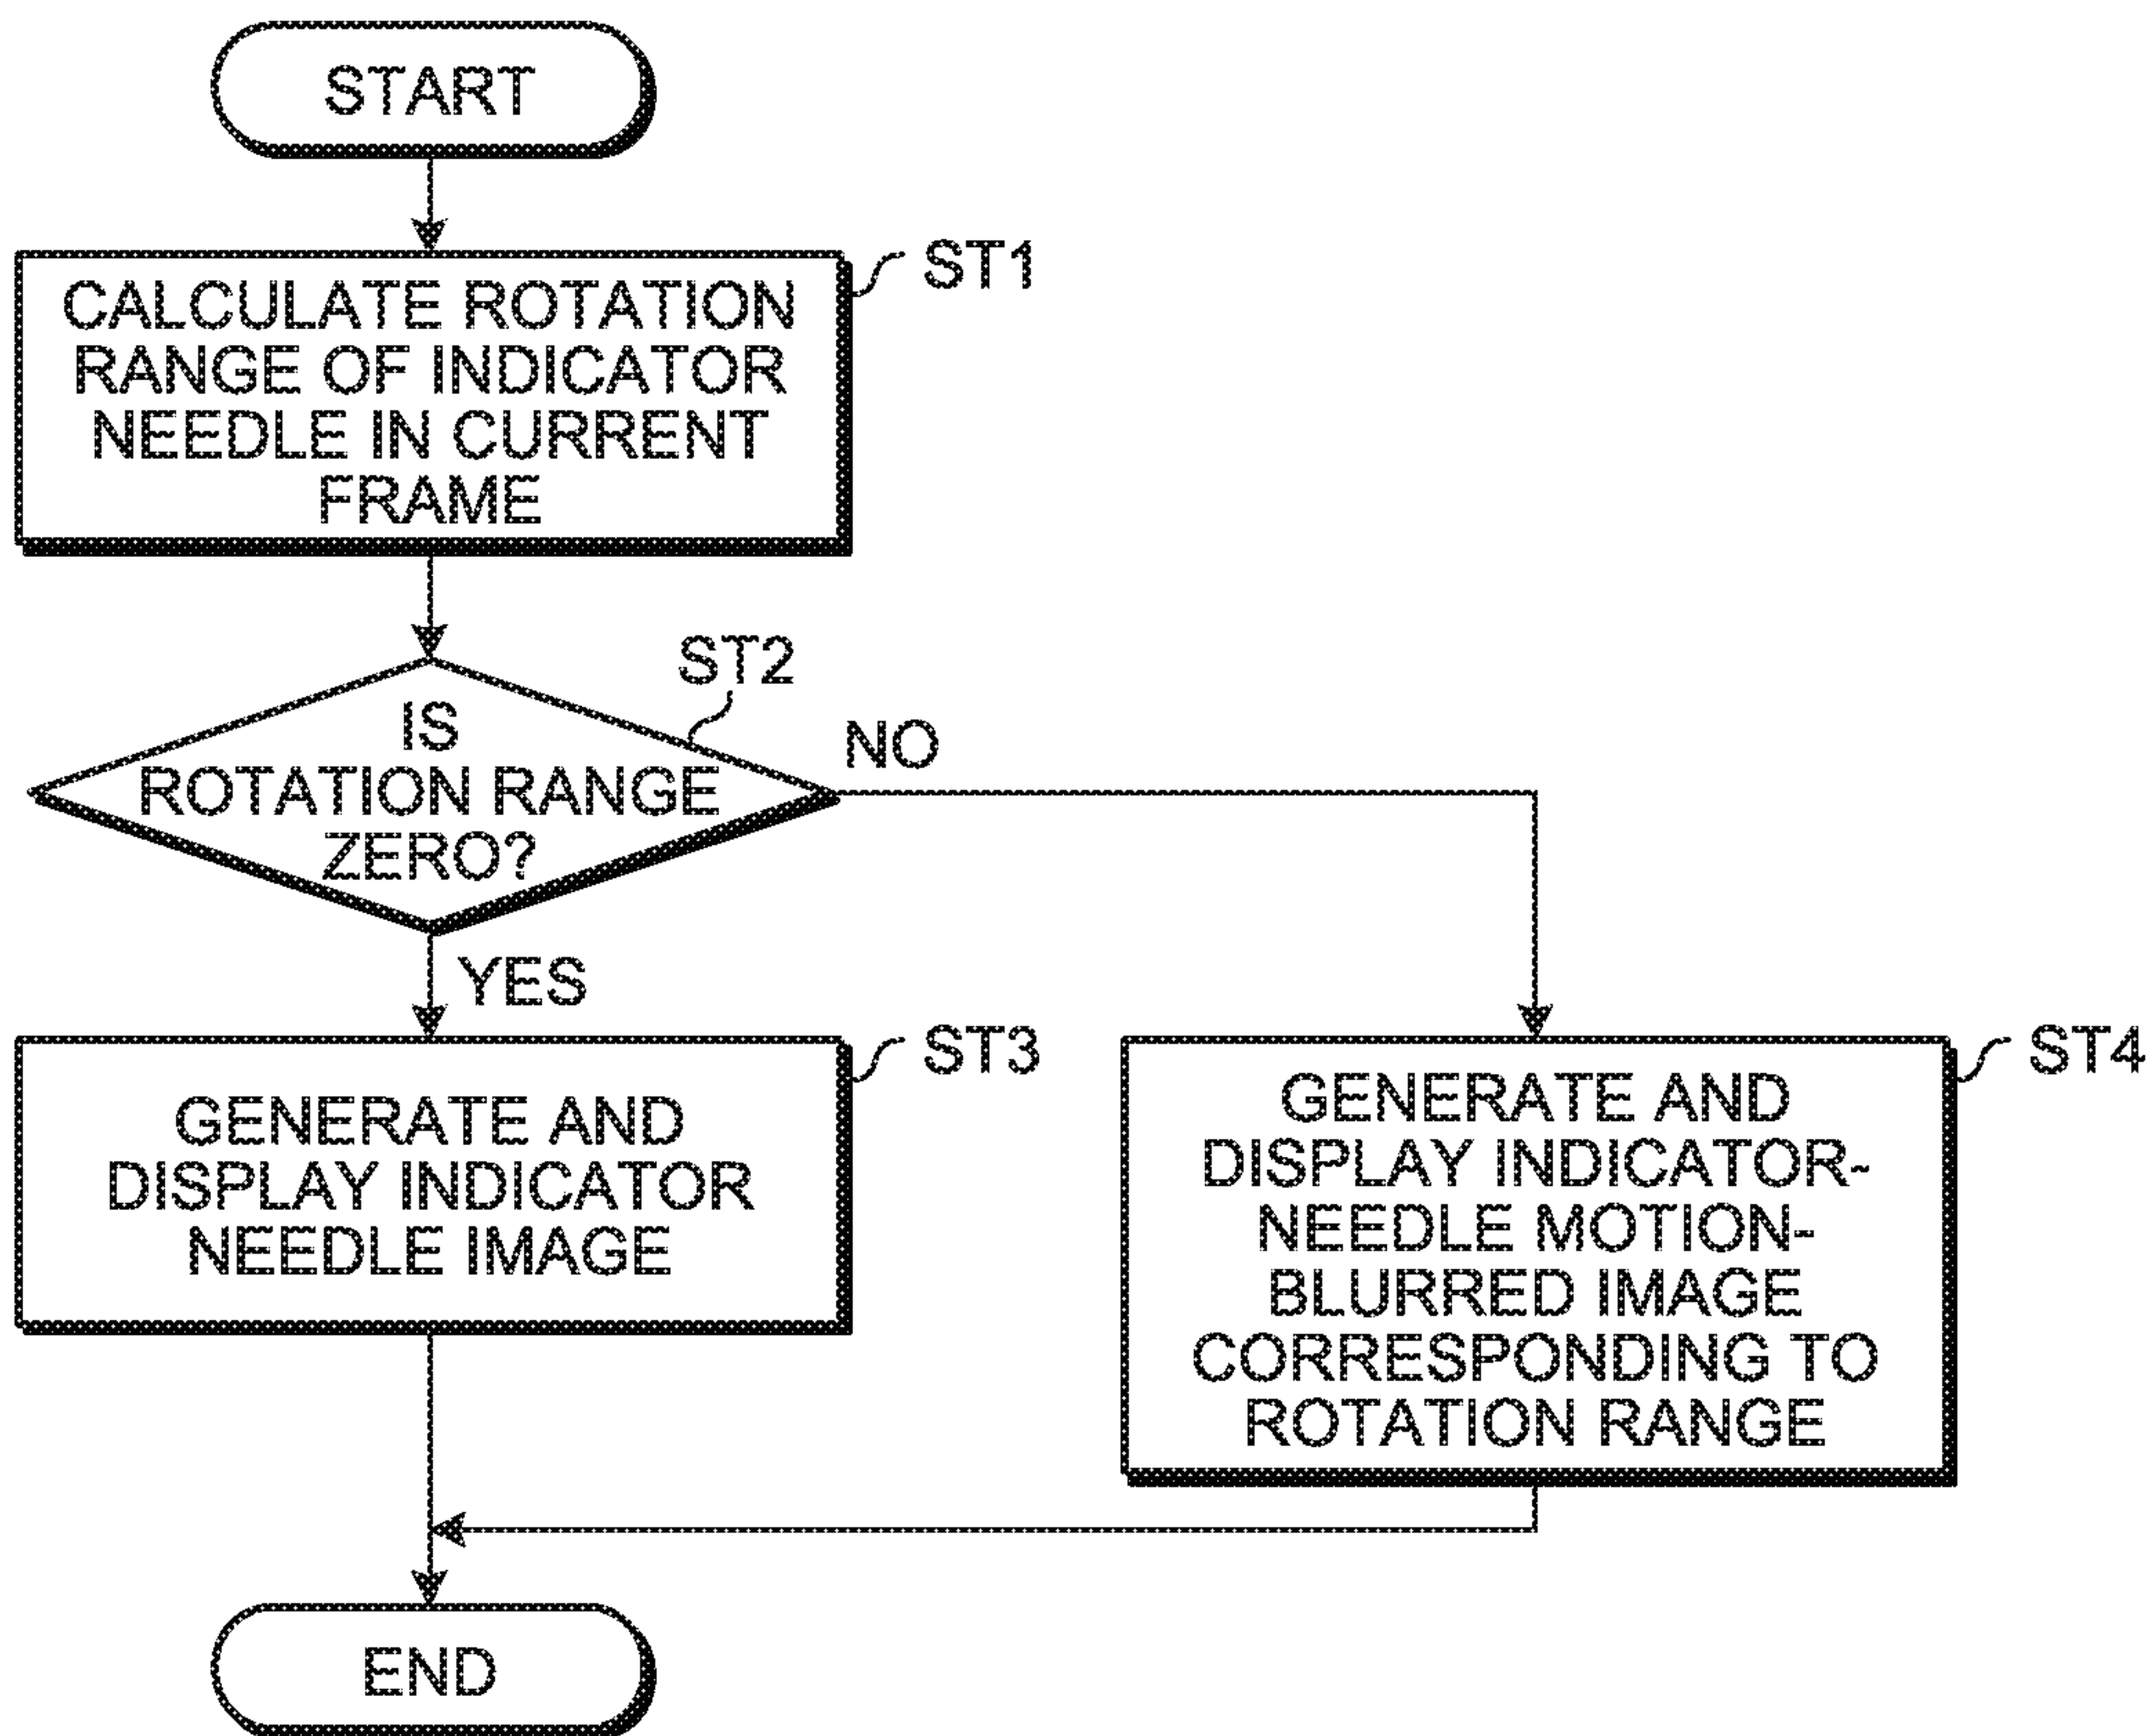 START
ST1
CALCULATE ROTATION
RANGE OF INDICATOR
NEEDLE IN CURRENT
FRAME
ST2
IS
ROTATION RANGE
ZERO?
NO
YES
ST3
GENERATE AND
DISPLAY INDICATOR
NEEDLE IMAGE
ST4
GENERATE AND
DISPLAY INDICATOR-
NEEDLE MOTION-
BLURRED IMAGE
CORRESPONDING TO
ROTATION RANGE
END